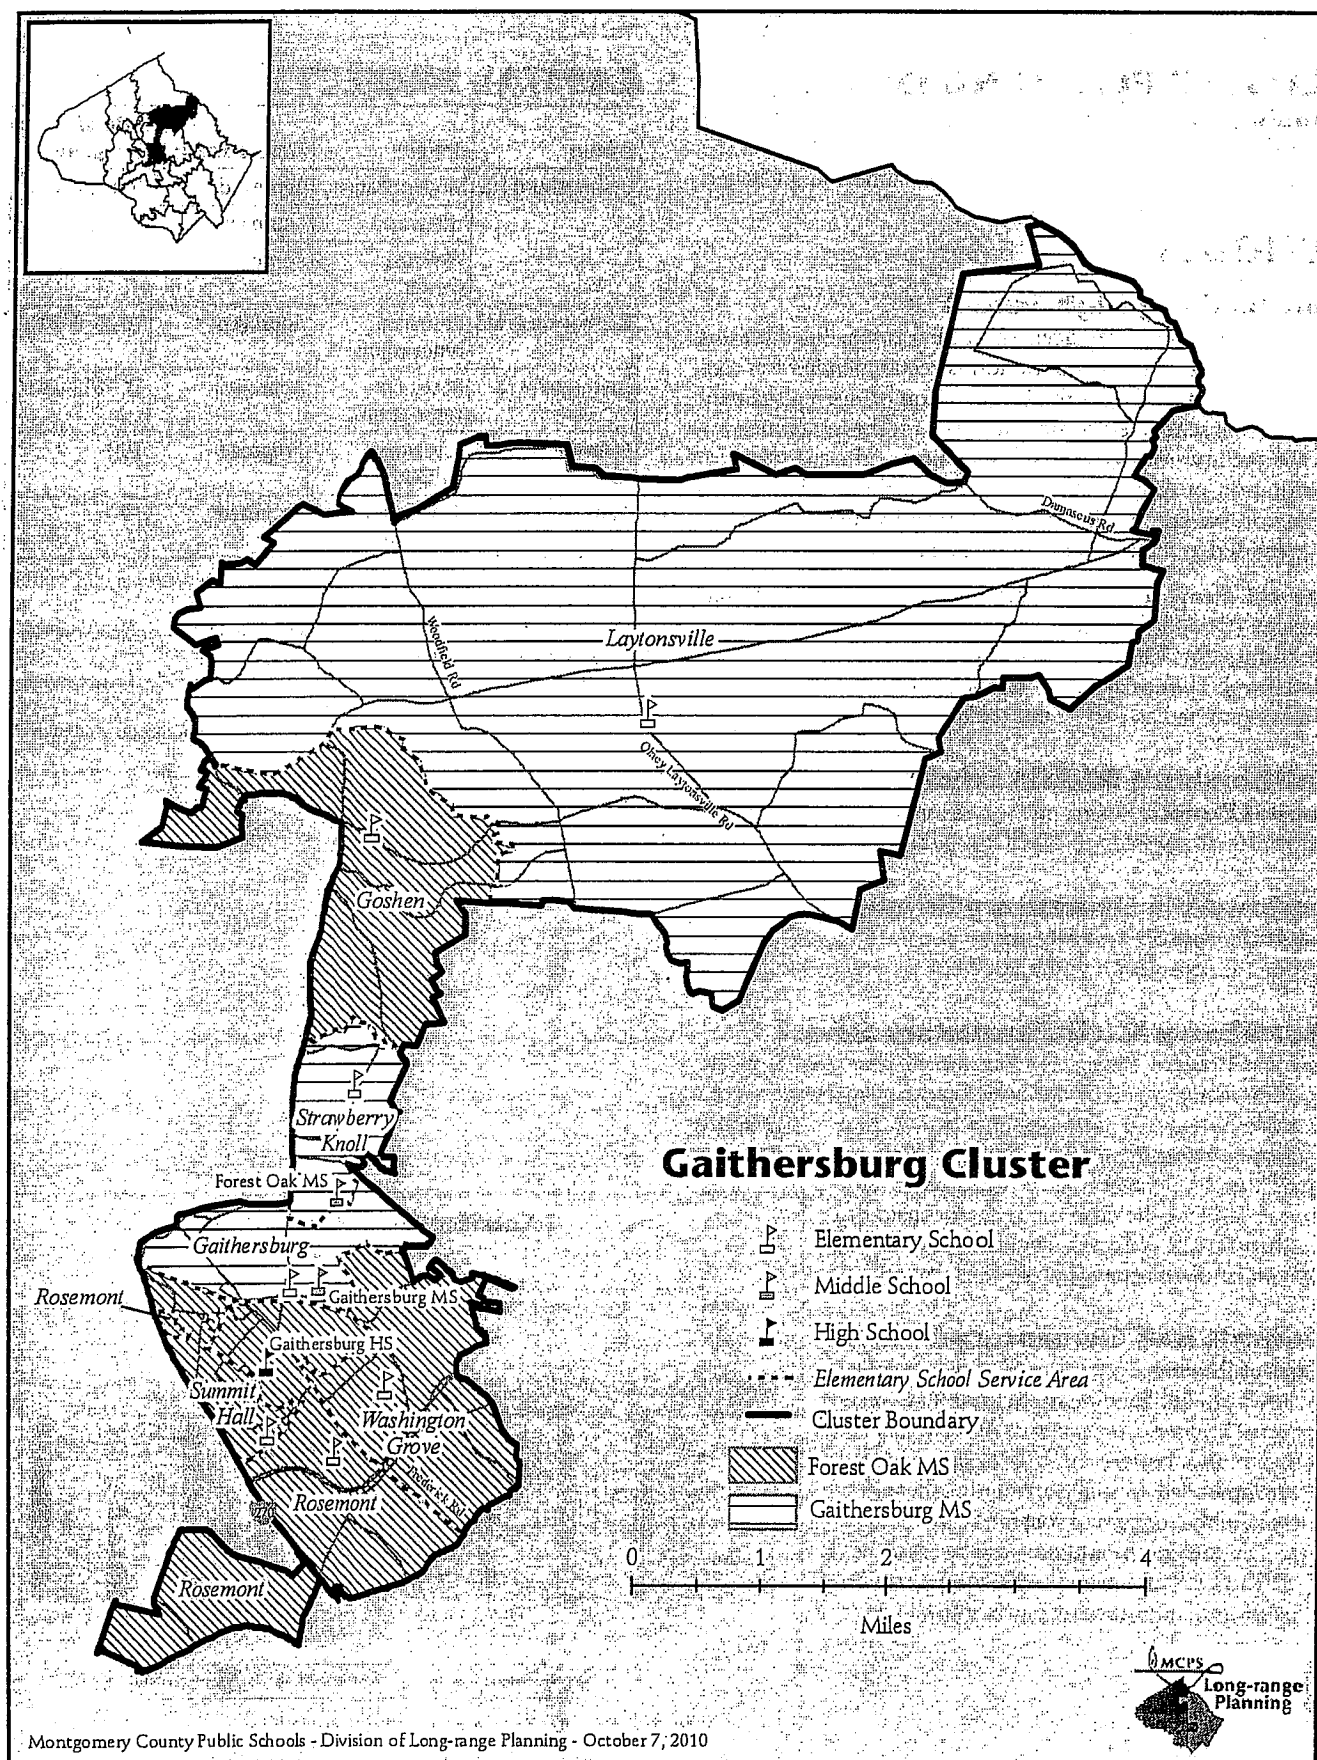 Damascus Rd
Woodfield Rd
Laytonsville
Olney Laytonsville Rd
Goshen
Strawberry
Knoll
Forest Oak MS
Gaithersburg
Rosemont
Gaithersburg MS
Gaithersburg HS
Summit
Hall
Washington
Grove
Frederick Rd
Rosemont
Rosemont
Gaithersburg Cluster
Elementary School
Middle School
High School
Elementary School Service Area
Cluster Boundary
Forest Oak MS
Gaithersburg MS
0 1 2 4
Miles
MCPS
Long-range
Planning
Montgomery County Public Schools - Division of Long-range Planning - October 7, 2010